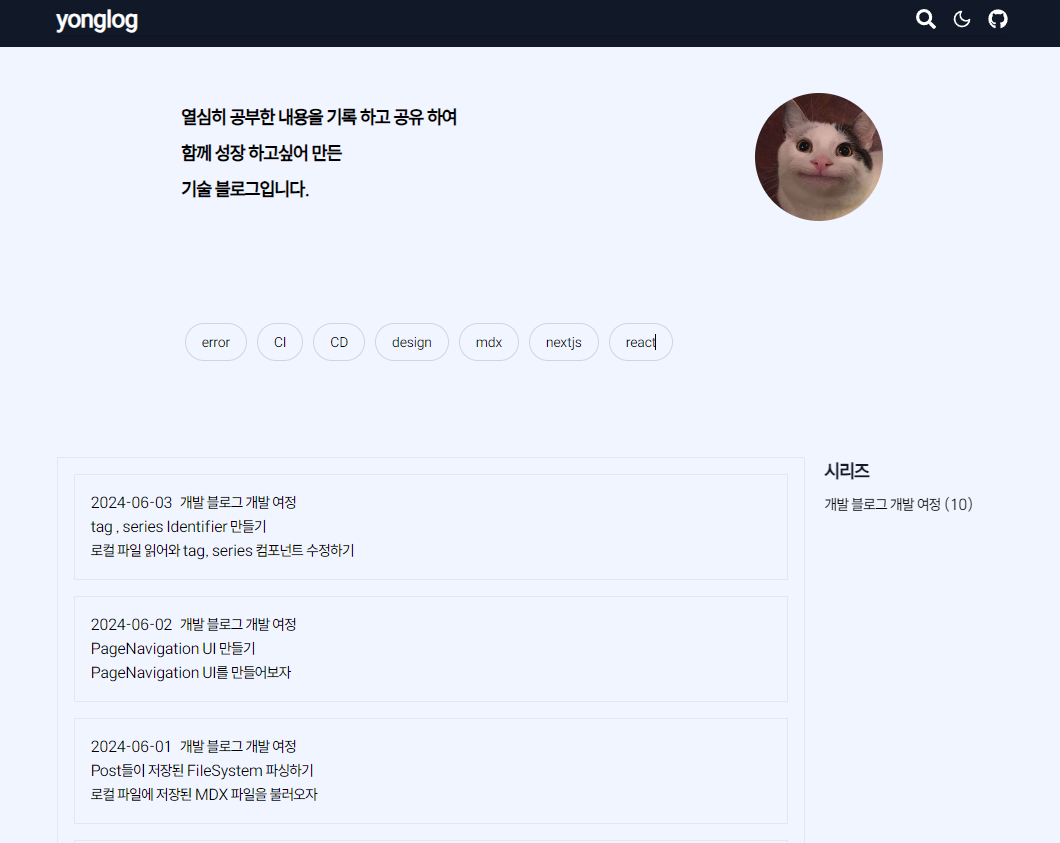 yonglog
열심히 공부한 내용을 기록 하고 공유 하여
함께 성장 하고싶어 만든
기술 블로그입니다.
error CI CD design mdx nextjs react
2024-06-03 개발 블로그 개발 여정
tag , series Identifier 만들기
로컬 파일 읽어와 tag, series 컴포넌트 수정하기
2024-06-02 개발 블로그 개발 여정
PageNavigation UI 만들기
PageNavigation UI를 만들어보자
2024-06-01 개발 블로그 개발 여정
Post들이 저장된 FileSystem 파싱하기
로컬 파일에 저장된 MDX 파일을 불러오자
시리즈
개발 블로그 개발 여정 (10)